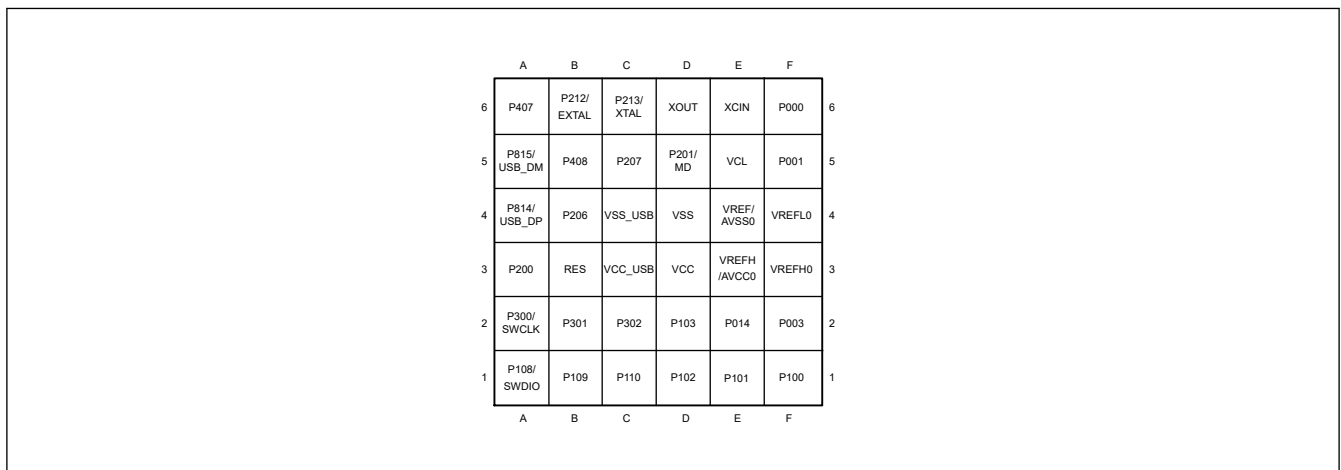 A B C D E F
6 P407 P212/ EXTAL P213/ XTAL XOUT XCIN P000 6
5 P815/ USB_DM P408 P207 P201/ MD VCL P001 5
4 P814/ USB_DP P206 VSS_USB VSS VREF/ AVSS0 VREFL0 4
3 P200 RES VCC_USB VCC VREFH /AVCC0 VREFH0 3
2 P300/ SWCLK P301 P302 P103 P014 P003 2
1 P108/ SWDIO P109 P110 P102 P101 P100 1
A B C D E F